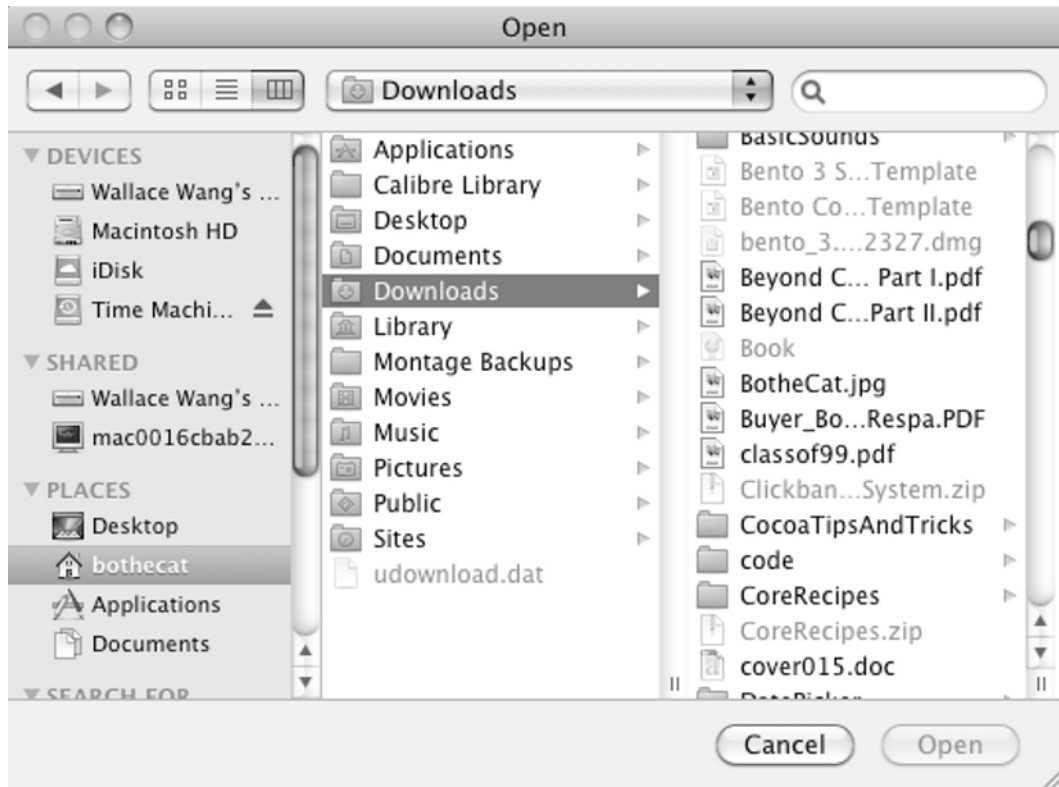 Open
Downloads
DEVICES
Wallace Wang's ...
Macintosh HD
iDisk
Time Machi...
SHARED
Wallace Wang's ...
mac0016cbab2...
PLACES
Desktop
bothecat
Applications
Documents
SEARCH FOR
Applications
Calibre Library
Desktop
Documents
Downloads
Library
Montage Backups
Movies
Music
Pictures
Public
Sites
udownload.dat
BasicSounds
Bento 3 S...Template
Bento Co...Template
bento_3....2327.dmg
Beyond C... Part I.pdf
Beyond C...Part II.pdf
Book
BotheCat.jpg
Buyer_Bo...Respa.PDF
classof99.pdf
Clickban...System.zip
CocoaTipsAndTricks
code
CoreRecipes
CoreRecipes.zip
cover015.doc
DatePicker
Cancel
Open